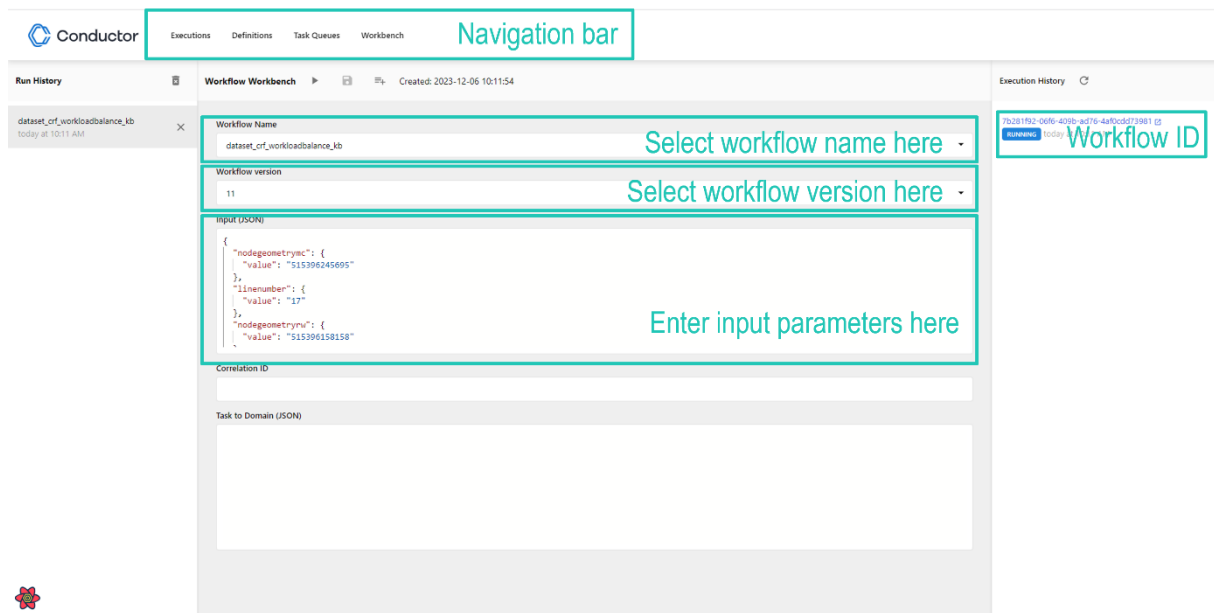 Conductor
Executions Definitions Task Queues Workbench
Navigation bar
Run History
Workflow Workbench
Created: 2023-12-06 10:11:54
Execution History
dataset_crf_workloadbalance_kb
today at 10:11 AM
Workflow Name
dataset_crf_workloadbalance_kb
Select workflow name here
Workflow version
11
Select workflow version here
Input (JSON)
{
"nodegeometrymc": {
"value": "515396245695"
},
"linenumber": {
"value": "17"
},
"nodegeometryrw": {
"value": "515396158158"
Enter input parameters here
Correlation ID
Task to Domain (JSON)
7b281f92-06f6-409b-ad76-4af0cdd73981
RUNNING today
Workflow ID